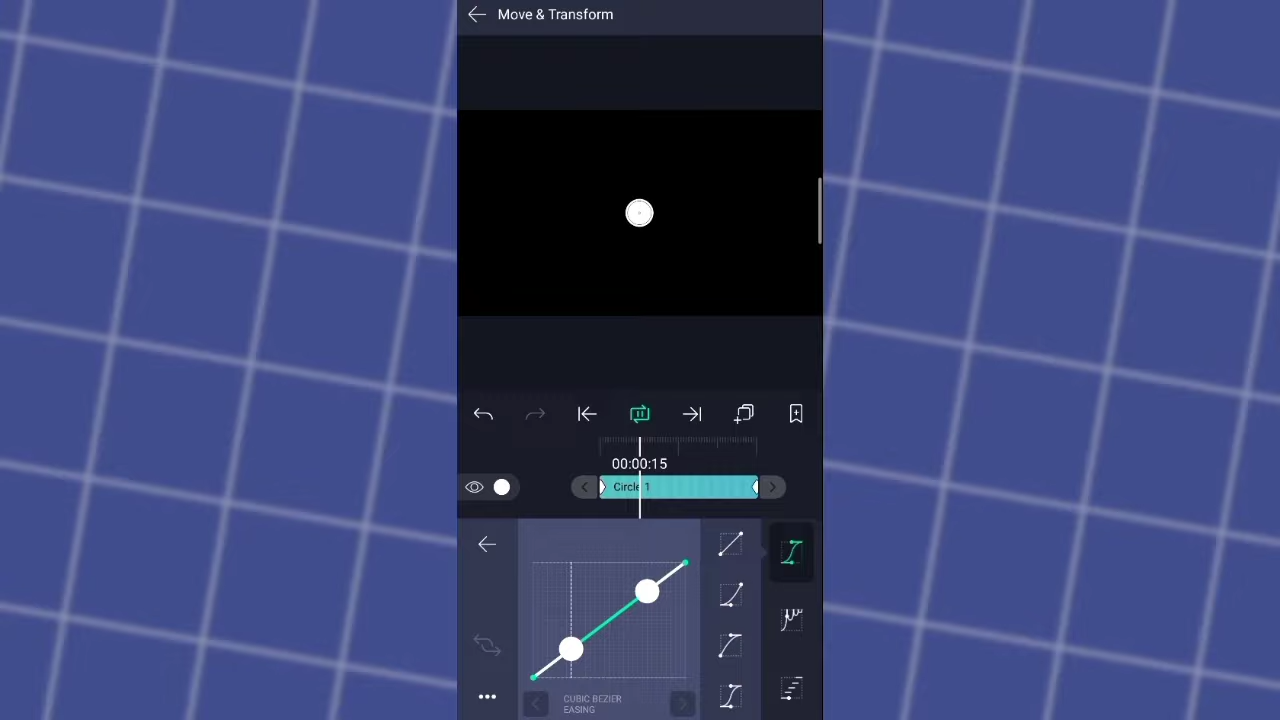 Move & Transform
00:00:15
Circle 1
CUBIC BEZIER
EASING